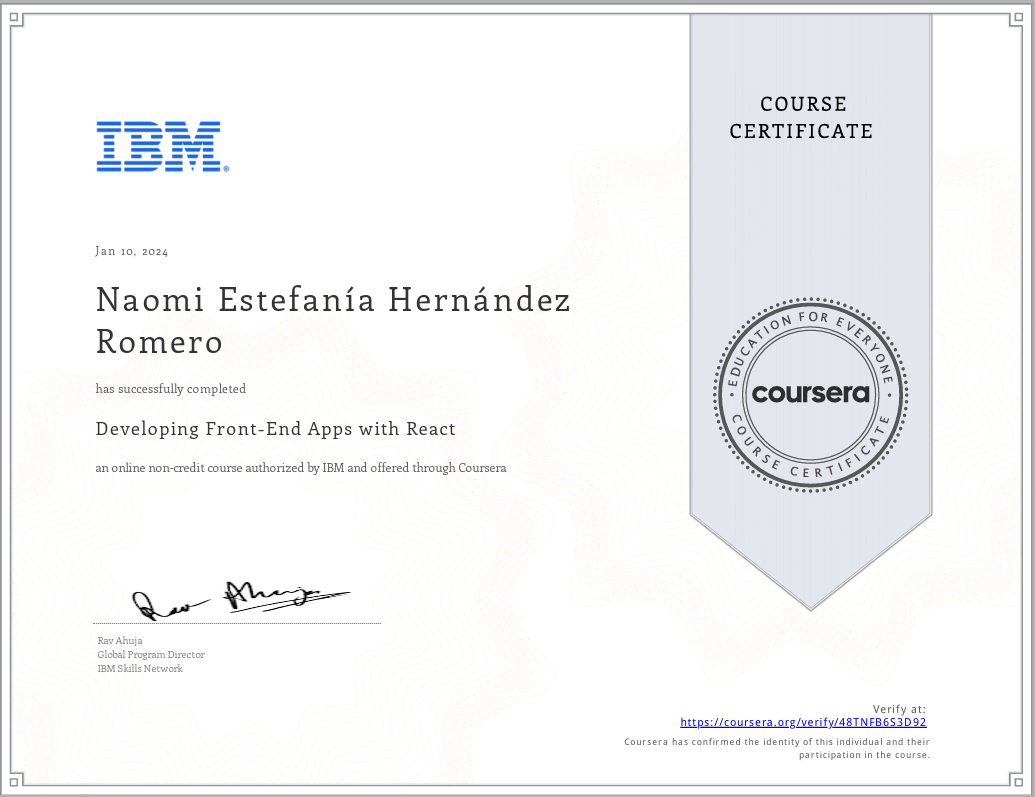 COURSE
CERTIFICATE
IBM®
Jan 10, 2024
Naomi Estefanía Hernández
Romero
has successfully completed
Developing Front-End Apps with React
an online non-credit course authorized by IBM and offered through Coursera
EDUCATION FOR EVERYONE
coursera
COURSE CERTIFICATE
Rav Ahuja
Rav Ahuja
Global Program Director
IBM Skills Network
Verify at:
https://coursera.org/verify/48TNFB6S3D92
Coursera has confirmed the identity of this individual and their
participation in the course.